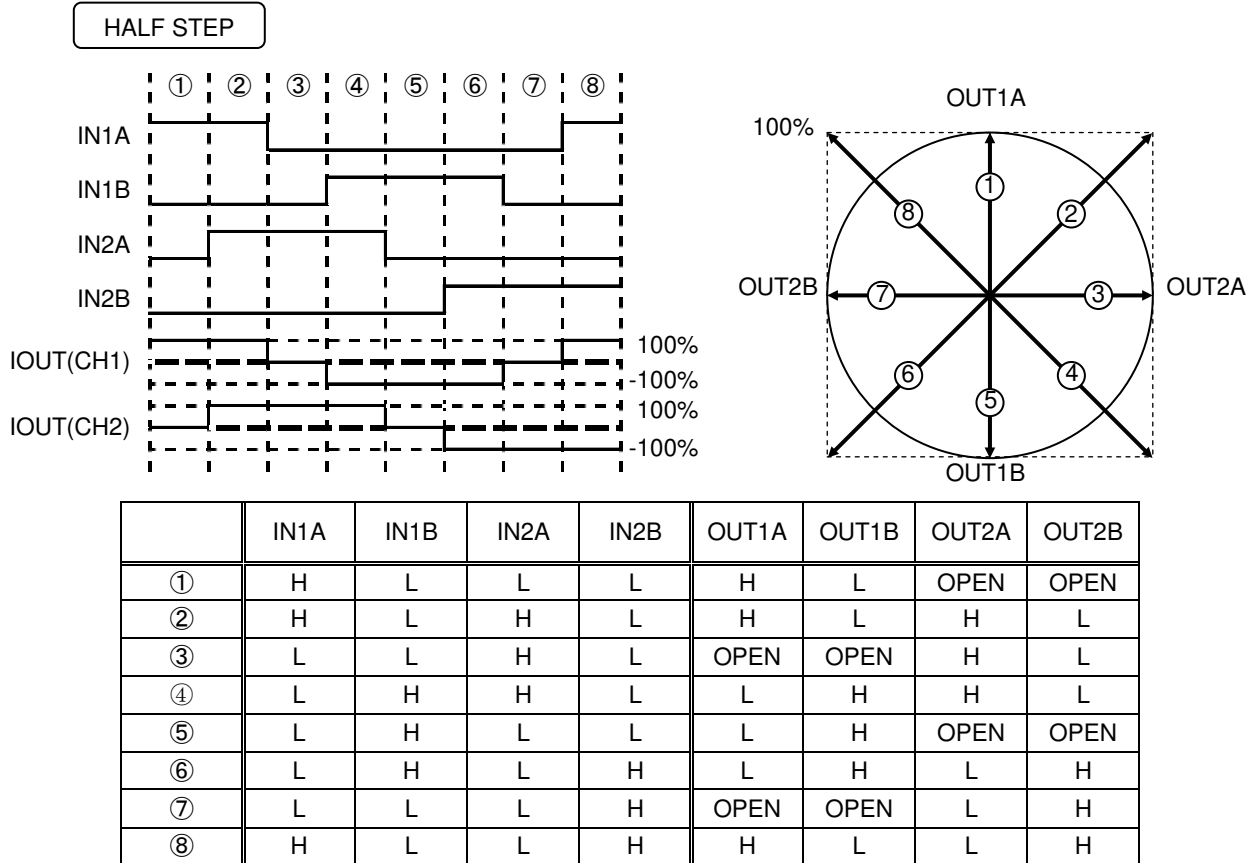 HALF STEP
① ② ③ ④ ⑤ ⑥ ⑦ ⑧
IN1A
IN1B
IN2A
IN2B
IOUT(CH1)
100%
-100%
IOUT(CH2)
100%
-100%
OUT1A
100%
①
⑧ ②
OUT2B ⑦ ③ OUT2A
⑥ ④
⑤
OUT1B
IN1A IN1B IN2A IN2B OUT1A OUT1B OUT2A OUT2B
① H L L L H L OPEN OPEN
② H L H L H L H L
③ L L H L OPEN OPEN H L
④ L H H L L H H L
⑤ L H L L L H OPEN OPEN
⑥ L H L H L H L H
⑦ L L L H OPEN OPEN L H
⑧ H L L H H L L H